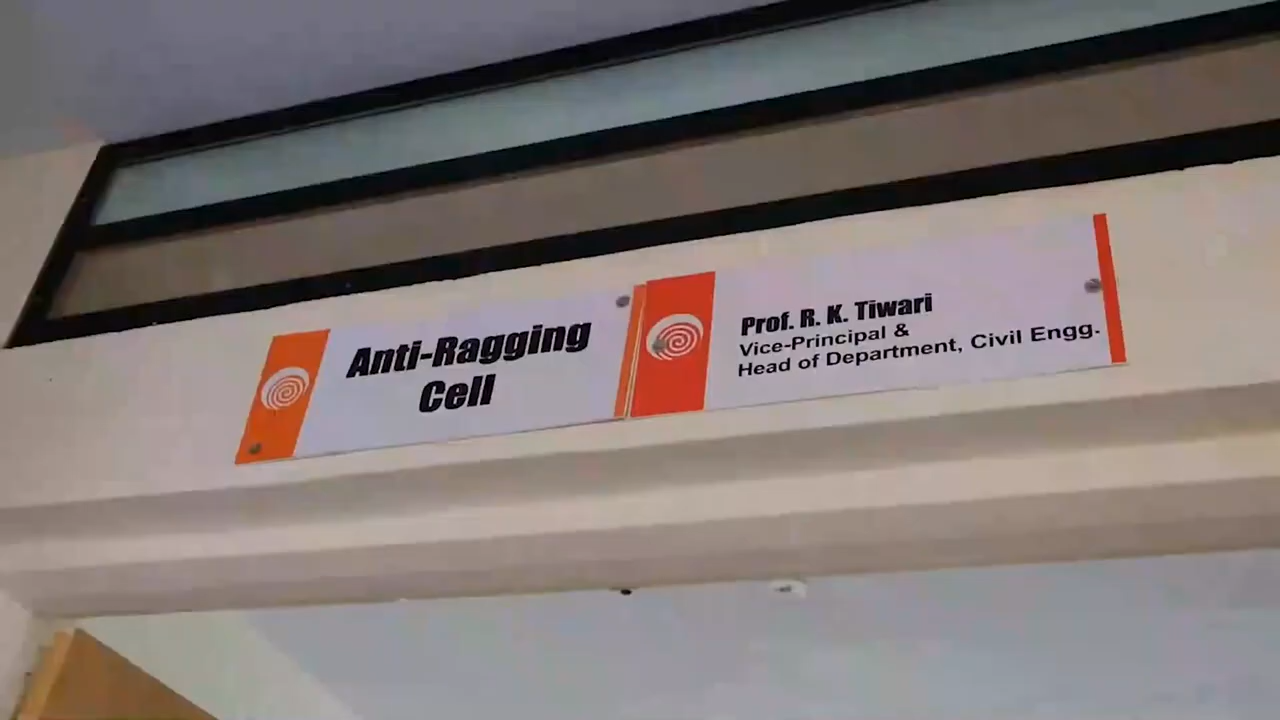 Anti-Ragging
Cell
Prof. R. K. Tiwari
Vice-Principal &
Head of Department, Civil Engg.